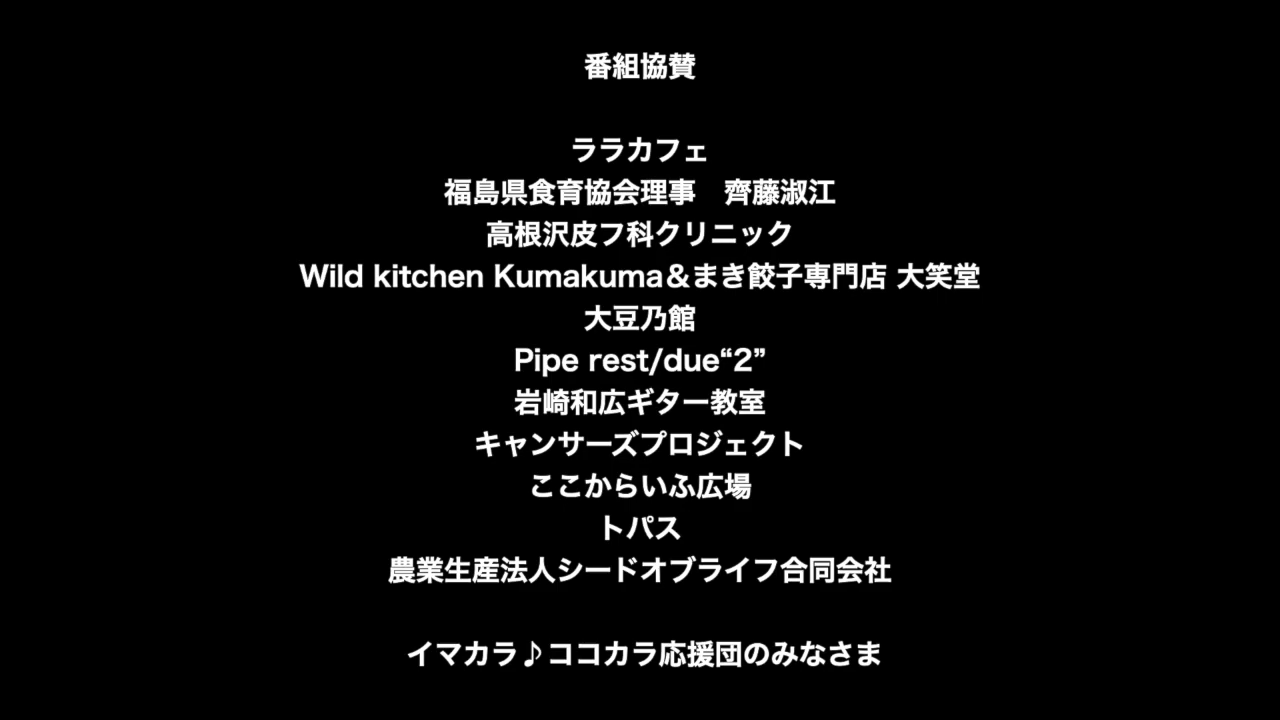 番組協賛
ララカフェ
福島県食育協会理事　齊藤淑江
高根沢皮フ科クリニック
Wild kitchen Kumakuma＆まき餃子専門店 大笑堂
大豆乃館
Pipe rest/due“2”
岩崎和広ギター教室
キャンサーズプロジェクト
ここからいふ広場
トパス
農業生産法人シードオブライフ合同会社
イマカラ♪ココカラ応援団のみなさま